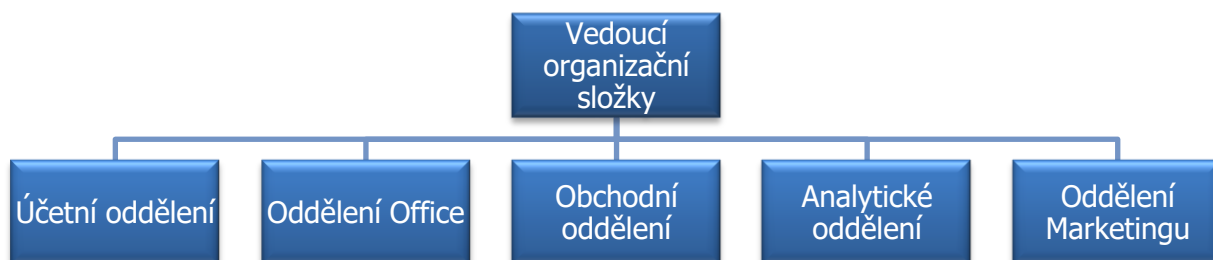 Vedoucí
organizační
složky
Účetní oddělení
Oddělení Office
Obchodní
oddělení
Analytické
oddělení
Oddělení
Marketingu